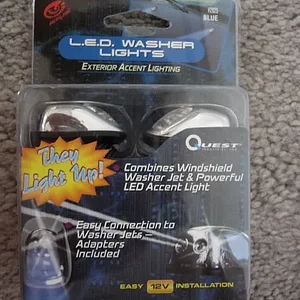 BLUE
L.E.D. WASHER
LIGHTS
EXTERIOR ACCENT LIGHTING
QUEST
They
Light Up!
Combines Windshield
Washer Jet & Powerful
LED Accent Light
Easy Connection to
Washer Jets –
Adapters
Included
EASY 12V INSTALLATION